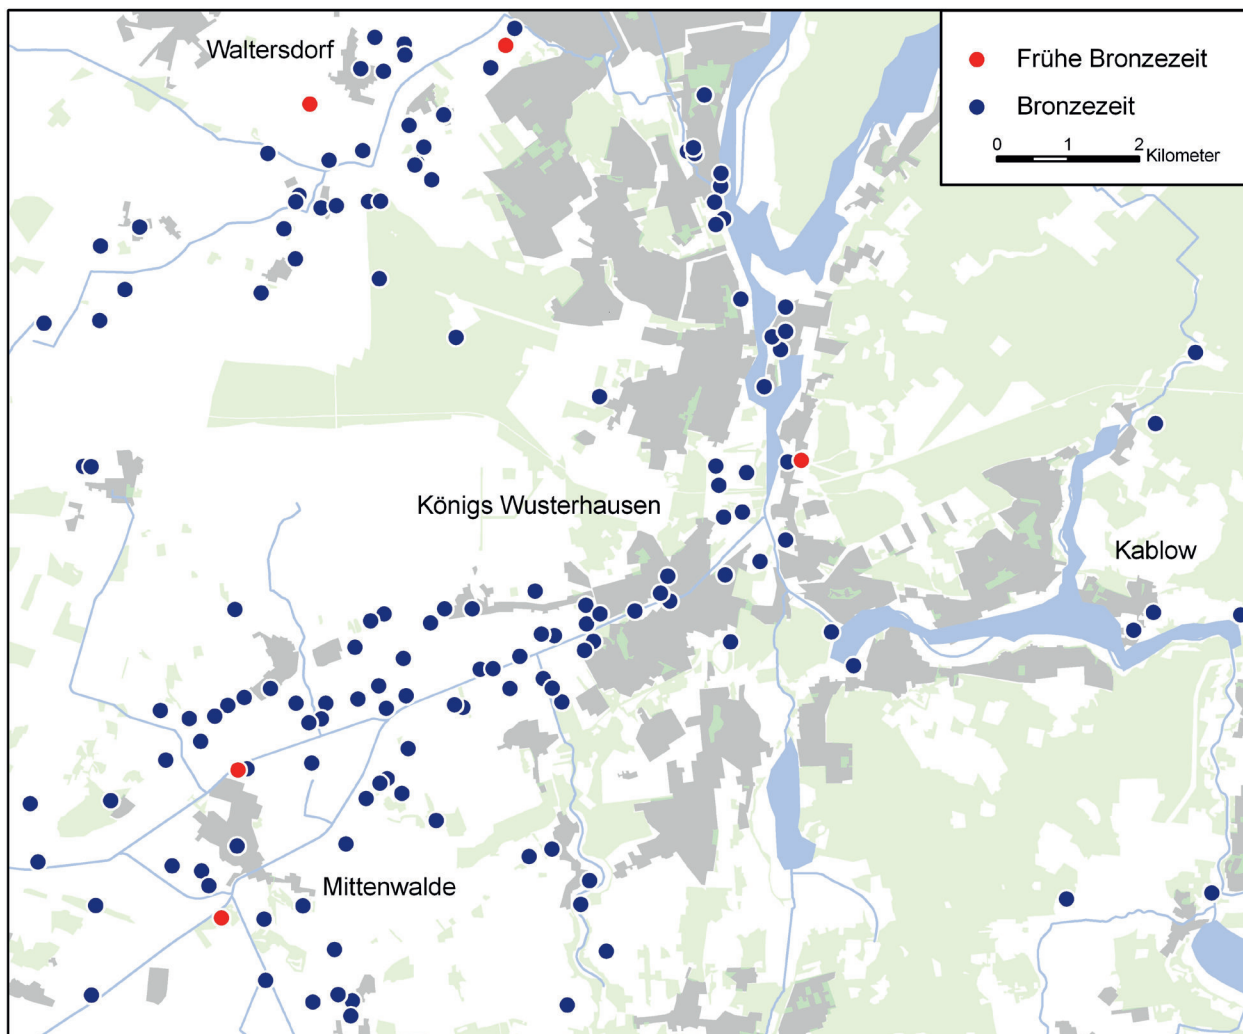 Waltersdorf
Frühe Bronzezeit
Bronzezeit
0 1 2 Kilometer
Königs Wusterhausen
Kablow
Mittenwalde